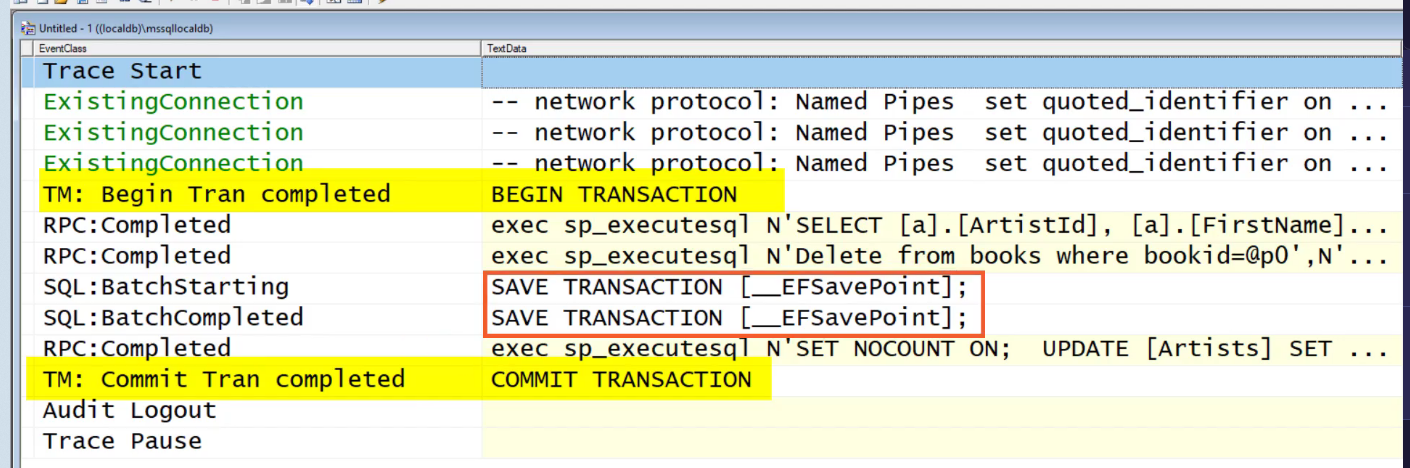 Untitled - 1 ((localdb)\mssqllocaldb)
EventClass TextData
Trace Start
ExistingConnection -- network protocol: Named Pipes  set quoted_identifier on ...
ExistingConnection -- network protocol: Named Pipes  set quoted_identifier on ...
ExistingConnection -- network protocol: Named Pipes  set quoted_identifier on ...
TM: Begin Tran completed BEGIN TRANSACTION
RPC:Completed exec sp_executesql N'SELECT [a].[ArtistId], [a].[FirstName]...
RPC:Completed exec sp_executesql N'Delete from books where bookid=@p0',N'...
SQL:BatchStarting SAVE TRANSACTION [__EFSavePoint];
SQL:BatchCompleted SAVE TRANSACTION [__EFSavePoint];
RPC:Completed exec sp_executesql N'SET NOCOUNT ON;  UPDATE [Artists] SET ...
TM: Commit Tran completed COMMIT TRANSACTION
Audit Logout
Trace Pause